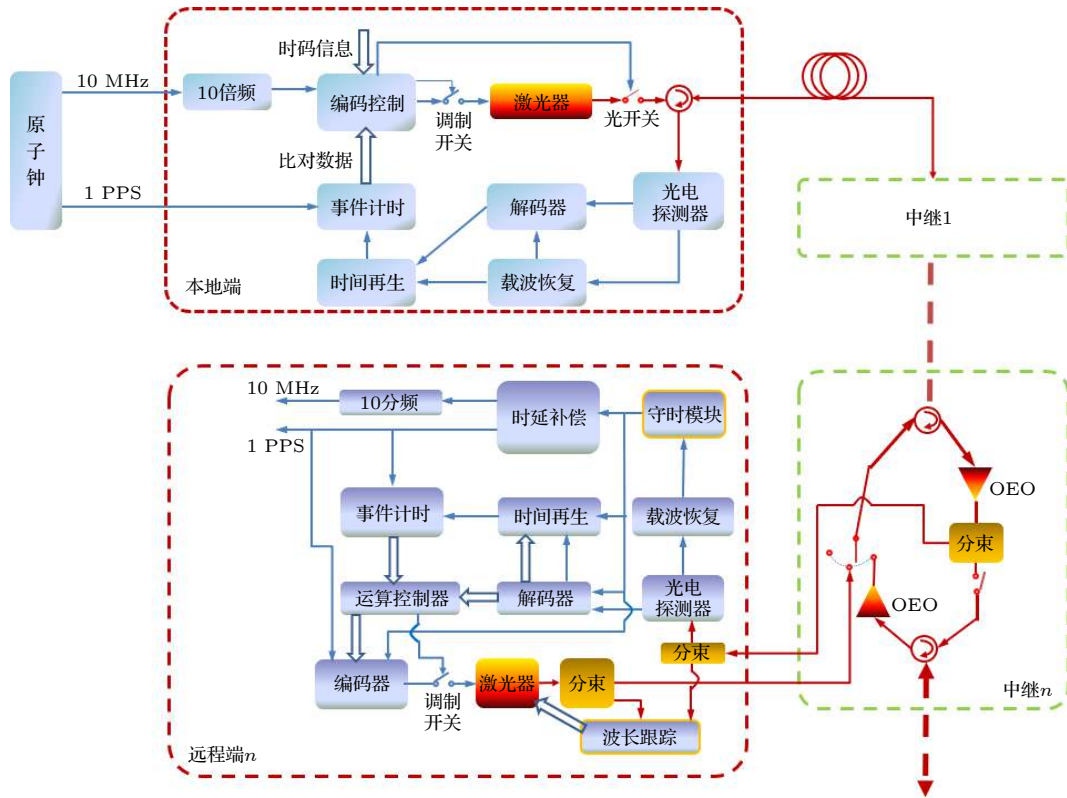 时码信息
10 MHz
10倍频
编码控制
激光器
调制
开关
光开关
原
子
钟
比对数据
1 PPS
事件计时
解码器
光电
探测器
中继1
时间再生
载波恢复
本地端
10 MHz
10分频
时延补偿
守时模块
1 PPS
OEO
事件计时
时间再生
载波恢复
分束
运算控制器
解码器
光电
探测器
OEO
分束
编码器
调制
开关
激光器
分束
中继n
波长跟踪
远程端n